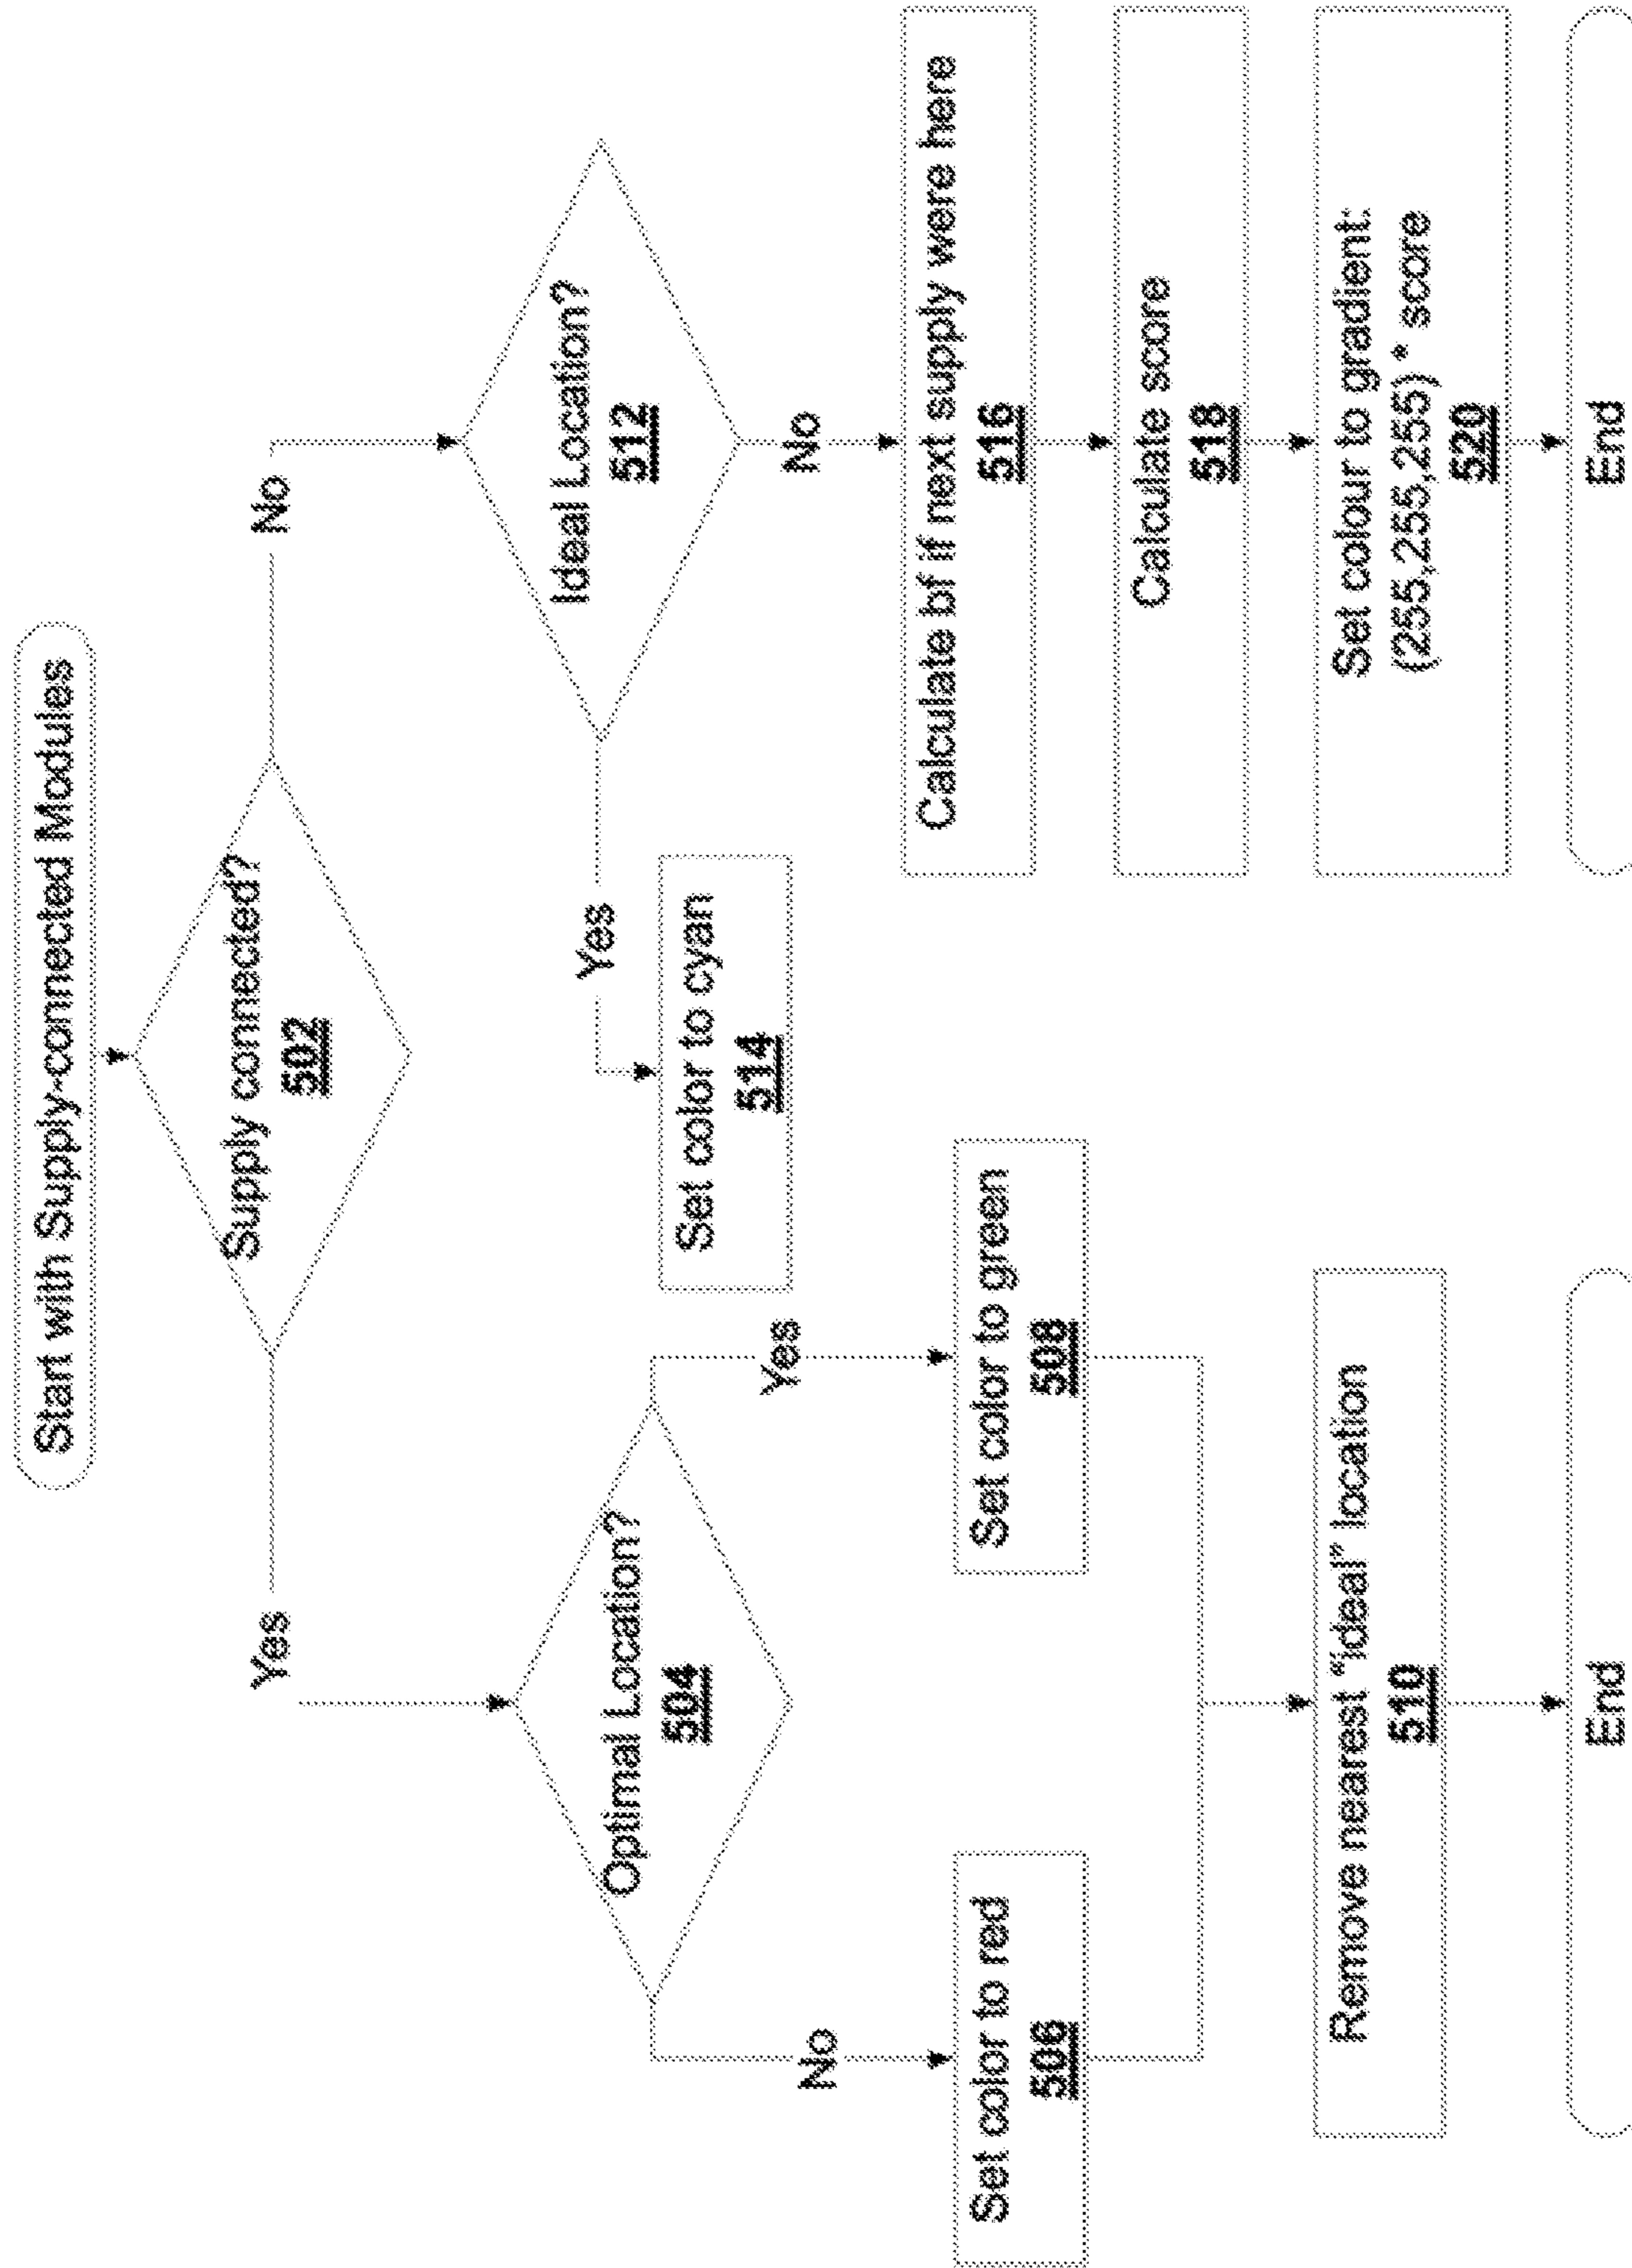 Start with Supply-connected Modules
Supply connected?
502
Yes
No
Optimal Location?
504
Ideal Location?
512
Yes
Set color to cyan
514
No
Yes
No
Set color to red
506
Set color to green
508
Calculate bf if next supply were here
516
Calculate score
518
Remove nearest "ideal" location
510
Set colour to gradient:
(255,255,255) * score
520
End
End